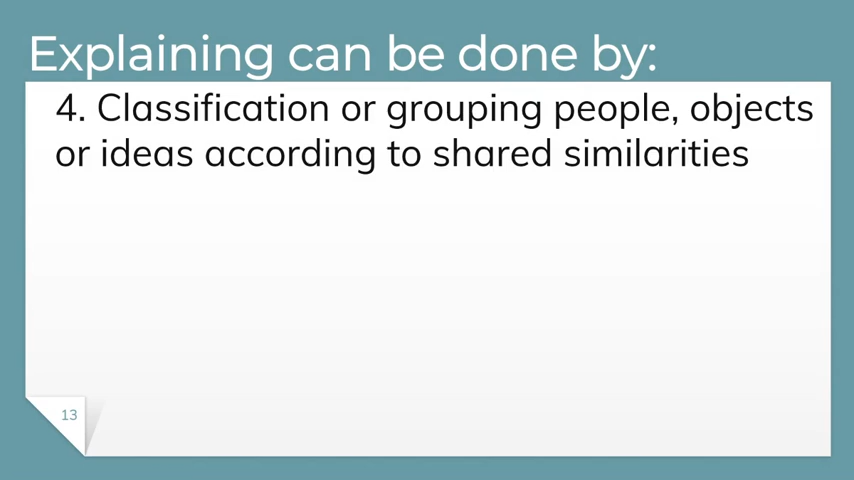 Explaining can be done by:
4. Classification or grouping people, objects
or ideas according to shared similarities
13